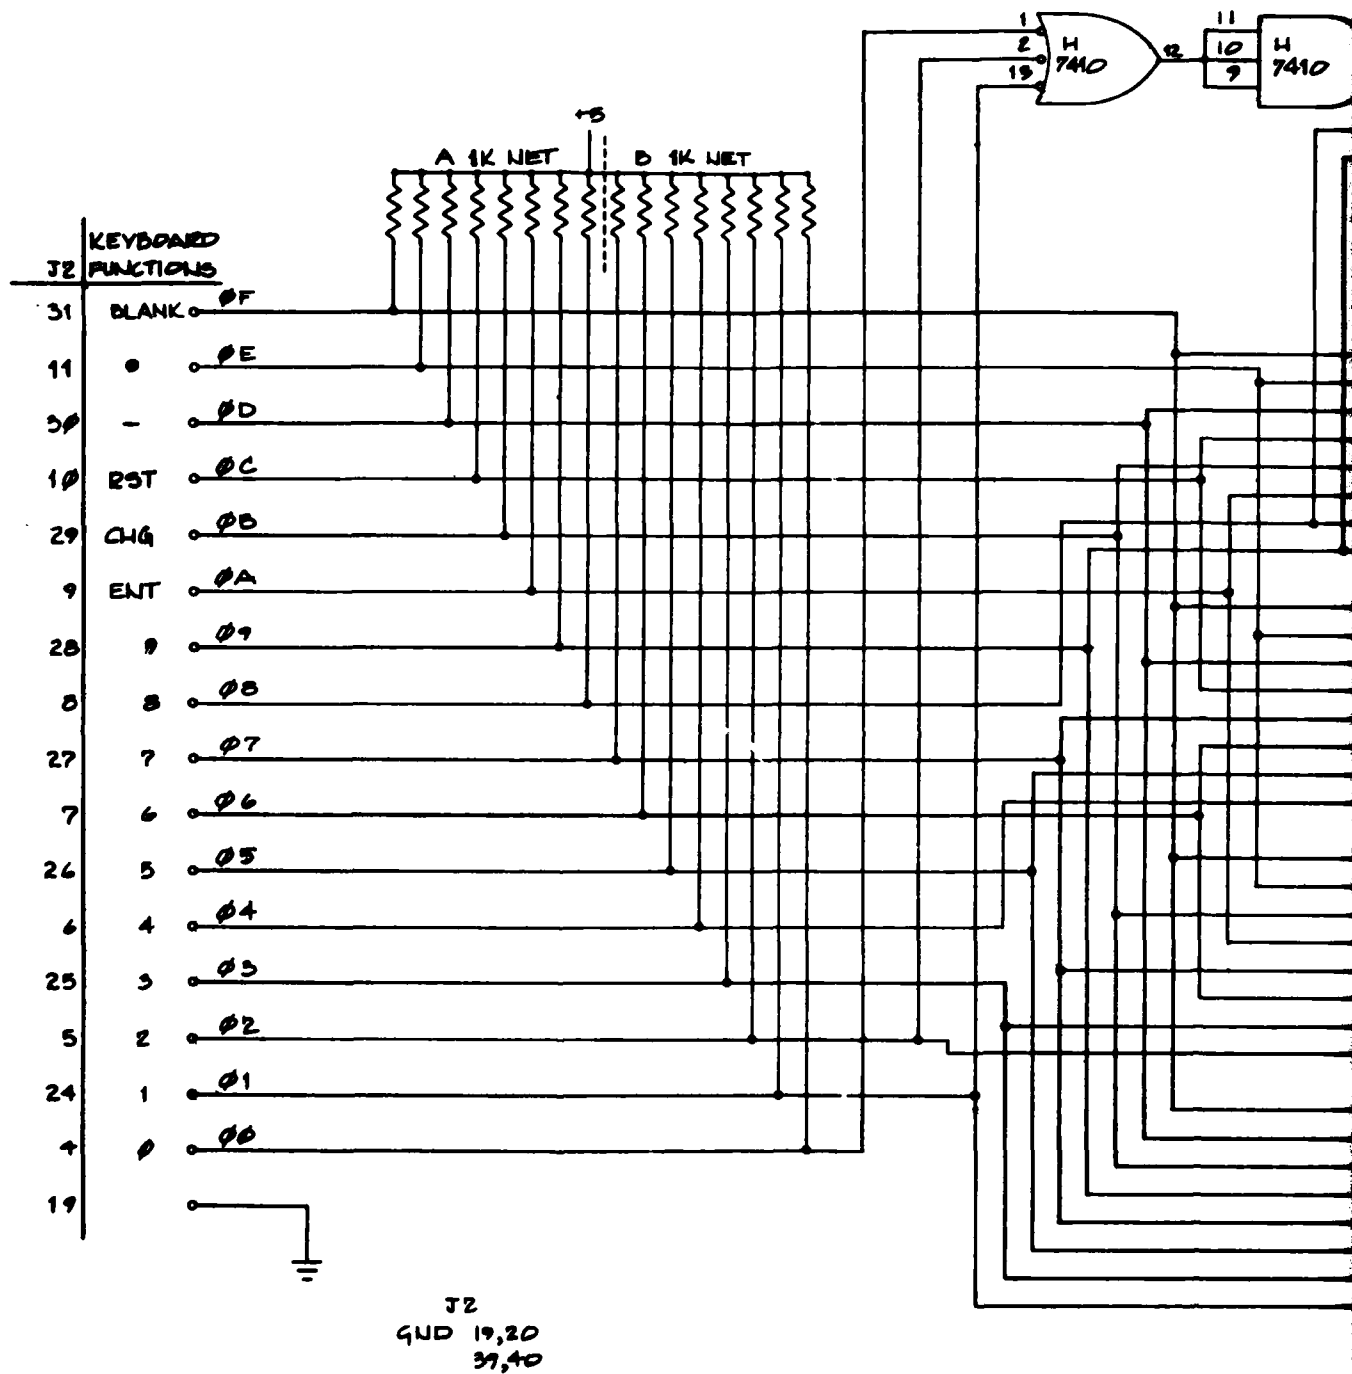 1 11
2 H 7410 12 10 H 7410
13 9
+5
A 1K NET B 1K NET
KEYBOARD
J2 FUNCTIONS
31 BLANK ØF
11 • ØE
3Ø - ØD
1Ø RST ØC
29 CHG ØB
9 ENT ØA
28 9 Ø9
8 8 Ø8
27 7 Ø7
7 6 Ø6
26 5 Ø5
6 4 Ø4
25 3 Ø3
5 2 Ø2
24 1 Ø1
4 Ø ØØ
19
J2
GND 19,20
39,40